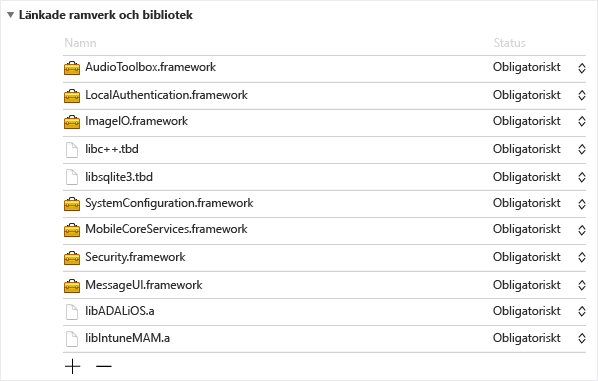 Länkade ramverk och bibliotek
Namn Status
AudioToolbox.framework Obligatoriskt
LocalAuthentication.framework Obligatoriskt
ImageIO.framework Obligatoriskt
libc++.tbd Obligatoriskt
libsqlite3.tbd Obligatoriskt
SystemConfiguration.framework Obligatoriskt
MobileCoreServices.framework Obligatoriskt
Security.framework Obligatoriskt
MessageUI.framework Obligatoriskt
libADALiOS.a Obligatoriskt
libIntuneMAM.a Obligatoriskt